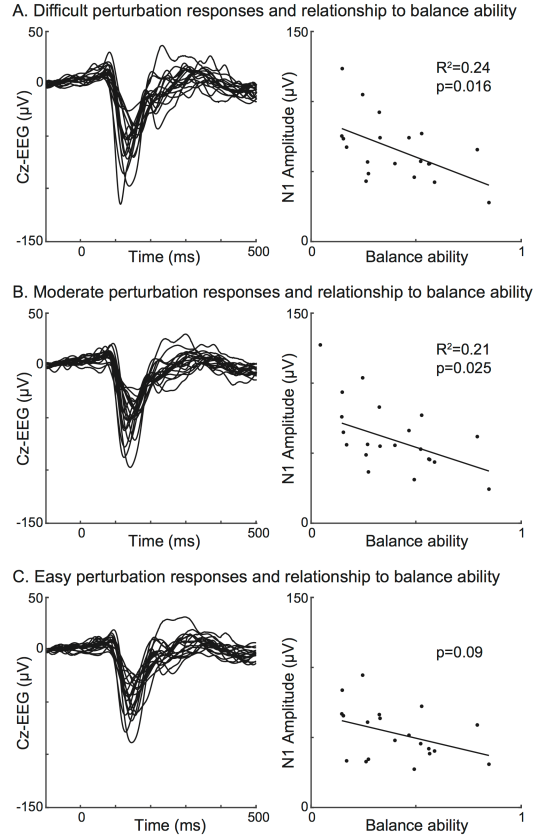 A. Difficult perturbation responses and relationship to balance ability
50
0
-150
Cz-EEG (µV)
0
500
Time (ms)
150
0
N1 Amplitude (µV)
R²=0.24
p=0.016
0
1
Balance ability
B. Moderate perturbation responses and relationship to balance ability
50
0
-150
Cz-EEG (µV)
0
500
Time (ms)
150
0
N1 Amplitude (µV)
R²=0.21
p=0.025
0
1
Balance ability
C. Easy perturbation responses and relationship to balance ability
50
0
-150
Cz-EEG (µV)
0
500
Time (ms)
150
0
N1 Amplitude (µV)
p=0.09
0
1
Balance ability